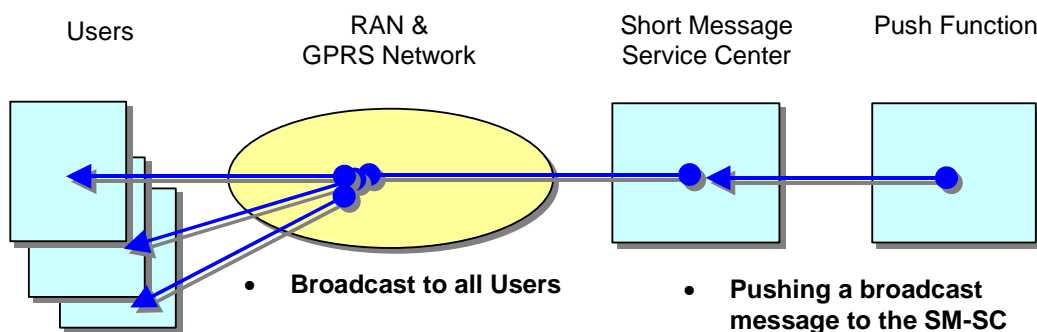 Users
RAN &
GPRS Network
Short Message
Service Center
Push Function
• Broadcast to all Users
• Pushing a broadcast
message to the SM-SC